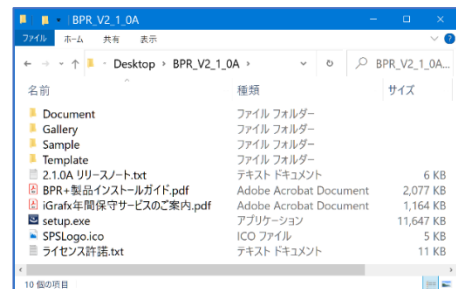 BPR_V2_1_0A
ファイル ホーム 共有 表示
Desktop BPR_V2_1_0A BPR_V2_1_0A...
名前 種類 サイズ
Document ファイル フォルダー
Gallery ファイル フォルダー
Sample ファイル フォルダー
Template ファイル フォルダー
2.1.0A リリースノート.txt テキスト ドキュメント 6 KB
BPR+製品インストールガイド.pdf Adobe Acrobat Document 2,077 KB
iGrafx年間保守サービスのご案内.pdf Adobe Acrobat Document 1,164 KB
setup.exe アプリケーション 11,647 KB
SPSLogo.ico ICO ファイル 5 KB
ライセンス許諾.txt テキスト ドキュメント 11 KB
10 個の項目